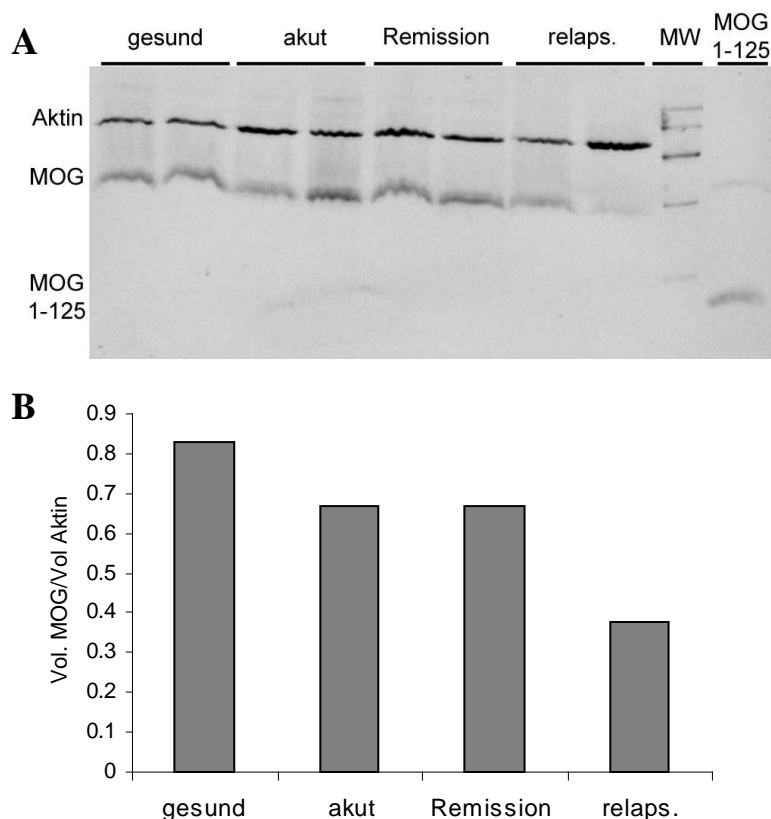 A
gesund akut Remission relaps. MW MOG 1-125
Aktin
MOG
MOG
1-125
B
0.9
0.8
0.7
0.6
0.5
0.4
0.3
0.2
0.1
0
Vol. MOG/Vol Aktin
gesund akut Remission relaps.